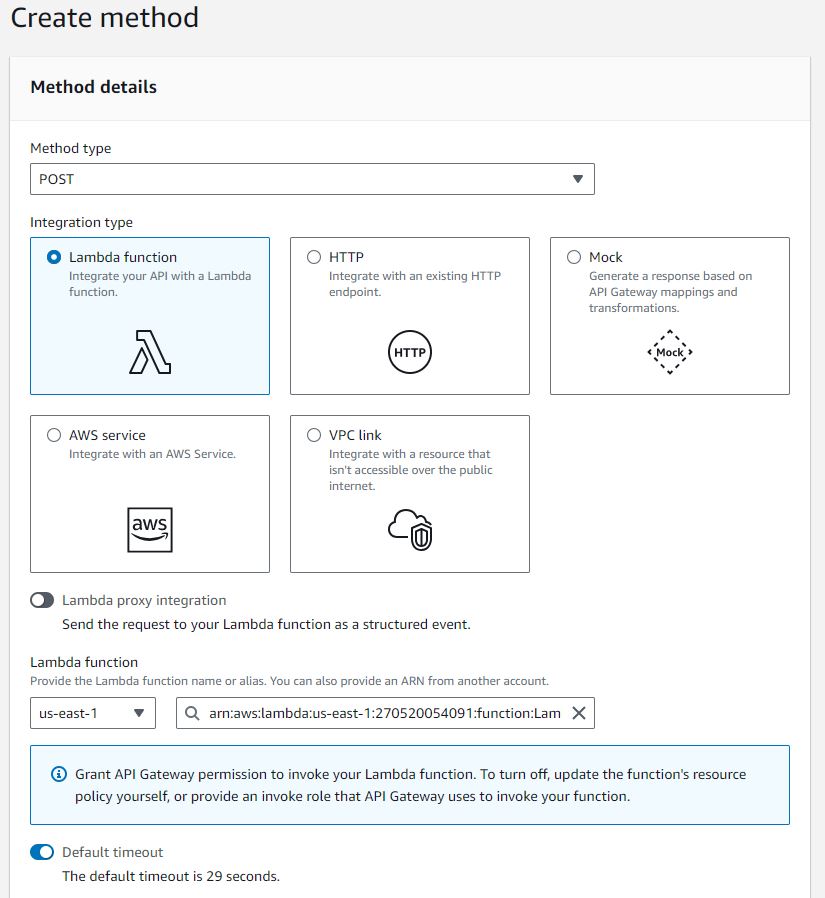 Create method
Method details
Method type
POST
Integration type
Lambda function
Integrate your API with a Lambda
function.
HTTP
Integrate with an existing HTTP
endpoint.
HTTP
Mock
Generate a response based on
API Gateway mappings and
transformations.
Mock
AWS service
Integrate with an AWS Service.
aws
VPC link
Integrate with a resource that
isn't accessible over the public
internet.
Lambda proxy integration
Send the request to your Lambda function as a structured event.
Lambda function
Provide the Lambda function name or alias. You can also provide an ARN from another account.
us-east-1
arn:aws:lambda:us-east-1:270520054091:function:Lam
Grant API Gateway permission to invoke your Lambda function. To turn off, update the function's resource
policy yourself, or provide an invoke role that API Gateway uses to invoke your function.
Default timeout
The default timeout is 29 seconds.